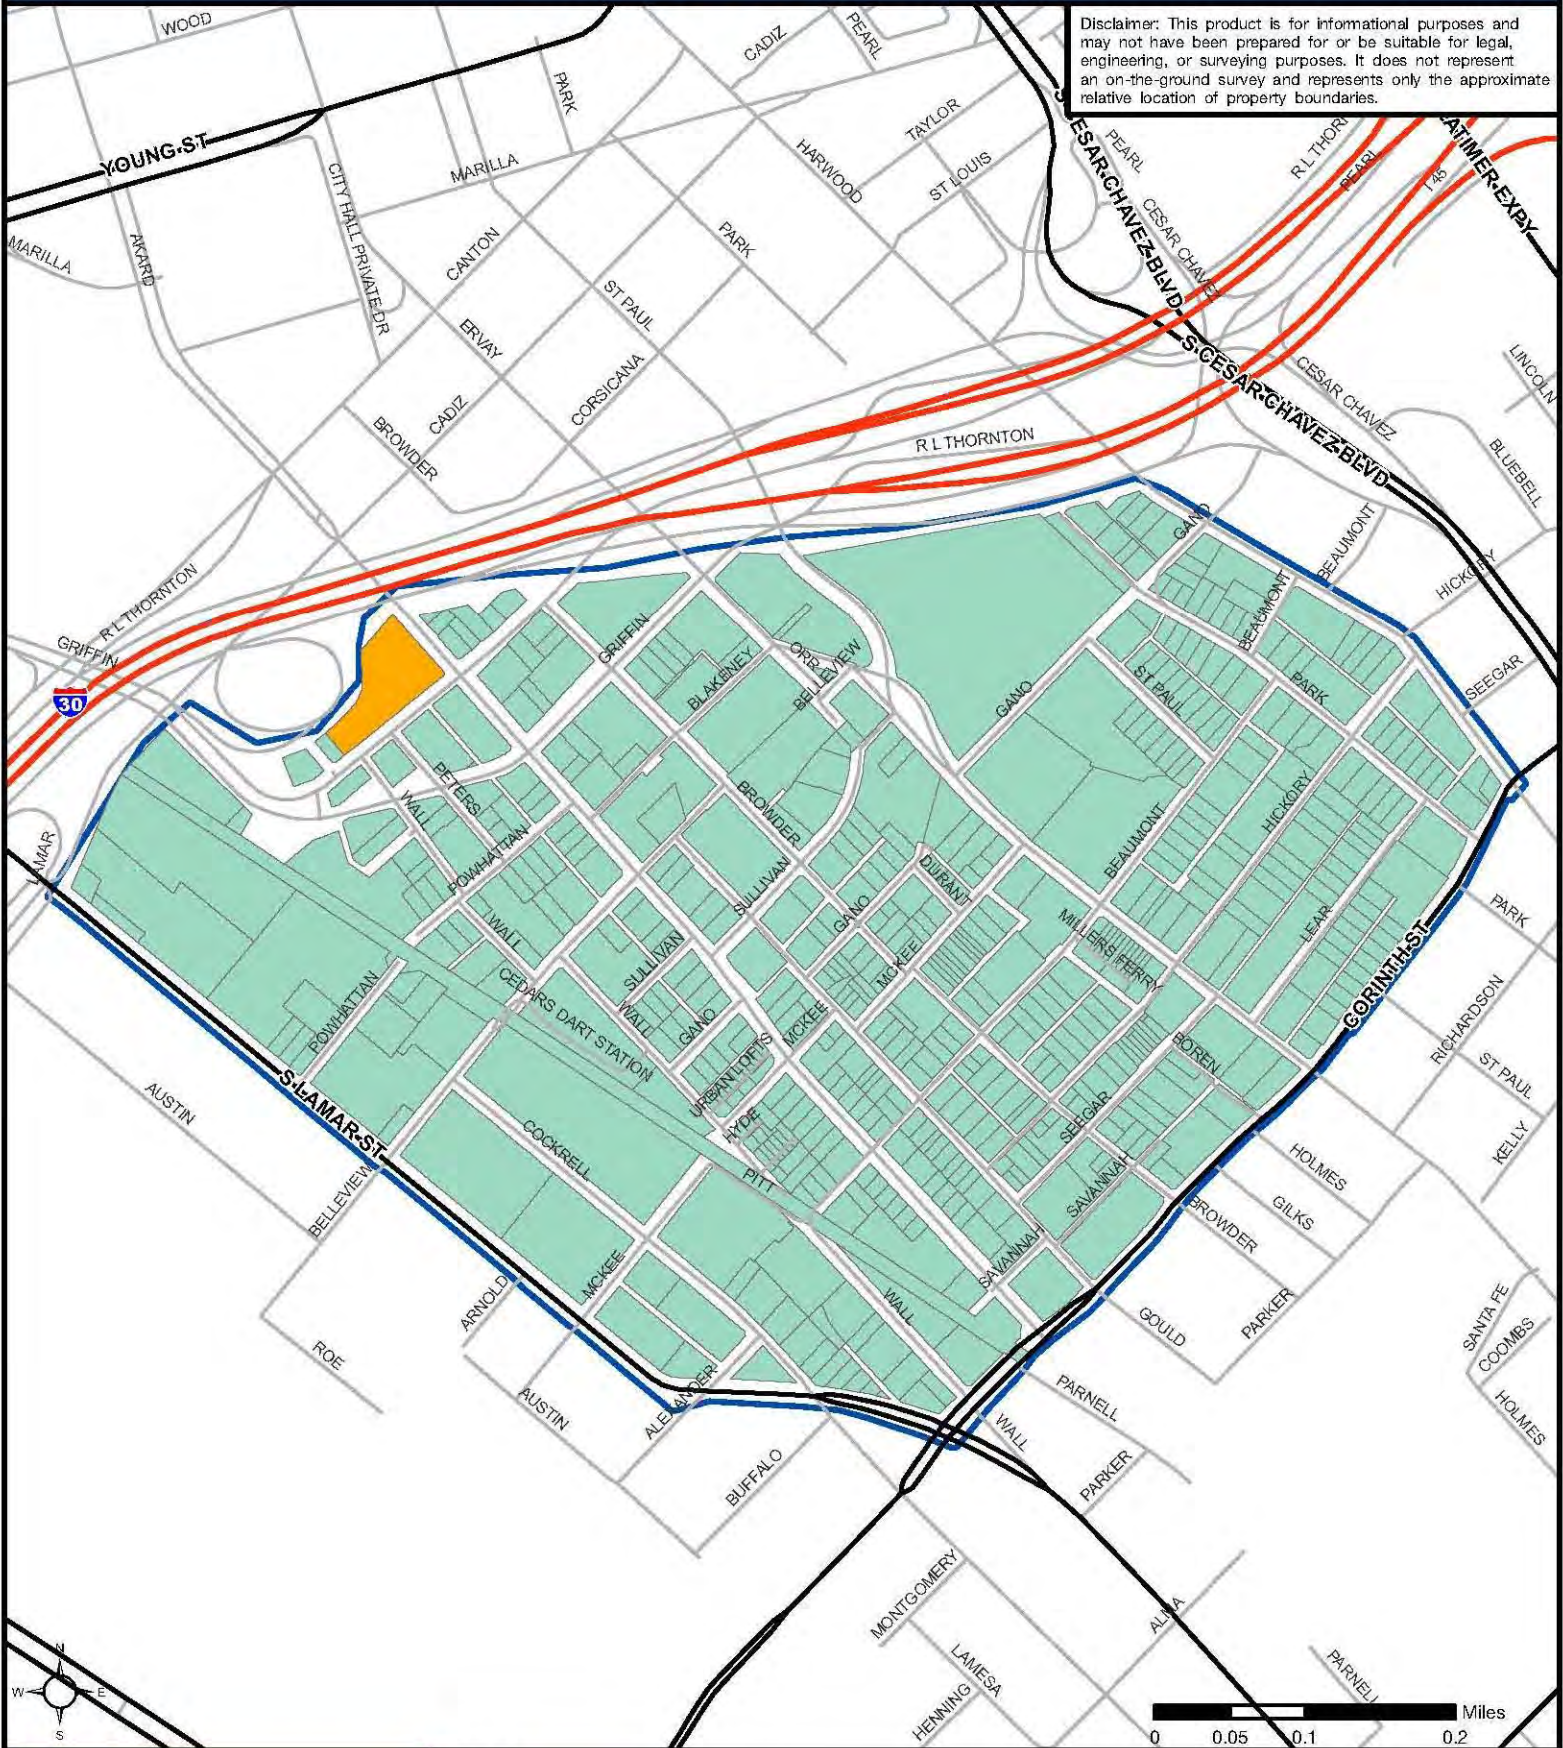 Disclaimer: This product is for informational purposes and
may not have been prepared for or be suitable for legal,
engineering, or surveying purposes. It does not represent
an on-the-ground survey and represents only the approximate
relative location of property boundaries.
WOOD
CADIZ
PEARL
PARK
YOUNG ST
MARILLA
CITY HALL PRIVATE DR
HARWOOD
TAYLOR
ST LOUIS
PEARL
R L THORN
PEARL
I 45
MARILLA
AKARD
CANTON
PARK
CESAR CHAVEZ
S CESAR CHAVEZ BLVD
ST PAUL
ERVAY
CORSICANA
CADIZ
BROWDER
S CESAR CHAVEZ BLVD
CESAR CHAVEZ
LINCOLN
R L THORNTON
BLUEBELL
GANO
BEAUMONT
HICKORY
R L THORNTON
GRIFFIN
30
GRIFFIN
BLAKENEY
ORB
BELLEVIEW
GANO
ST PAUL
BEAUMONT
PARK
SEEGAR
PETERS
WALL
BROWDER
POWHATTAN
LAMAR
BEAUMONT
HICKORY
SULLIVAN
DURANT
GANO
MCKEE
MILLERS FERRY
LEAR
PARK
CORINTH ST
WALL
SULLIVAN
CEDARS DART STATION
WALL
GANO
MCKEE
POWHATTAN
URBAN LOFTS
BOREN
RICHARDSON
ST PAUL
KELLY
AUSTIN
S LAMAR ST
HYDE
SEEGAR
COCKRELL
PITT
SAVANNAH
HOLMES
GILKS
BROWDER
BELLEVIEW
ARNOLD
MCKEE
SAVANNAH
WALL
GOULD
PARKER
SANTA FE
COOMBS
ROE
AUSTIN
ALEXANDER
PARNELL
WALL
HOLMES
BUFFALO
PARKER
MONTGOMERY
ALMA
LAMESA
HENNING
PARNELL
N
W
E
S
Miles
0
0.05
0.1
0.2